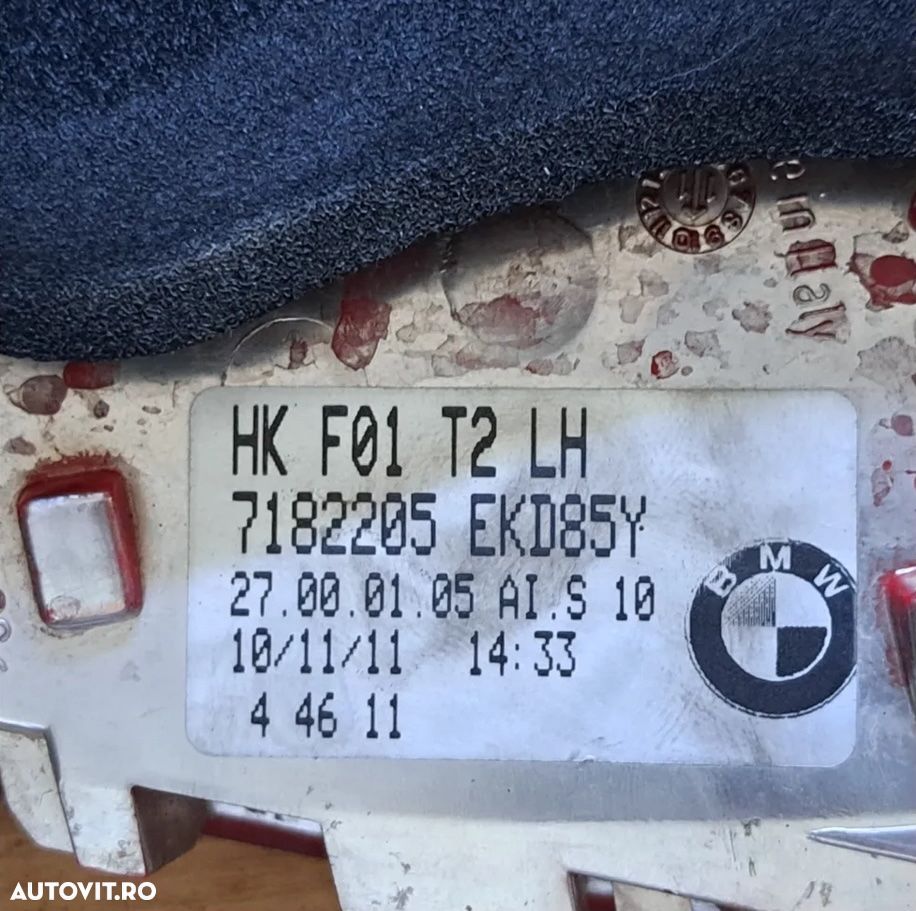 HK F01 T2 LH
7182205 EKD85Y
27.00.01.05 AI.S 10
10/11/11 14:33
4 46 11
BMW
AUTOVIT.RO